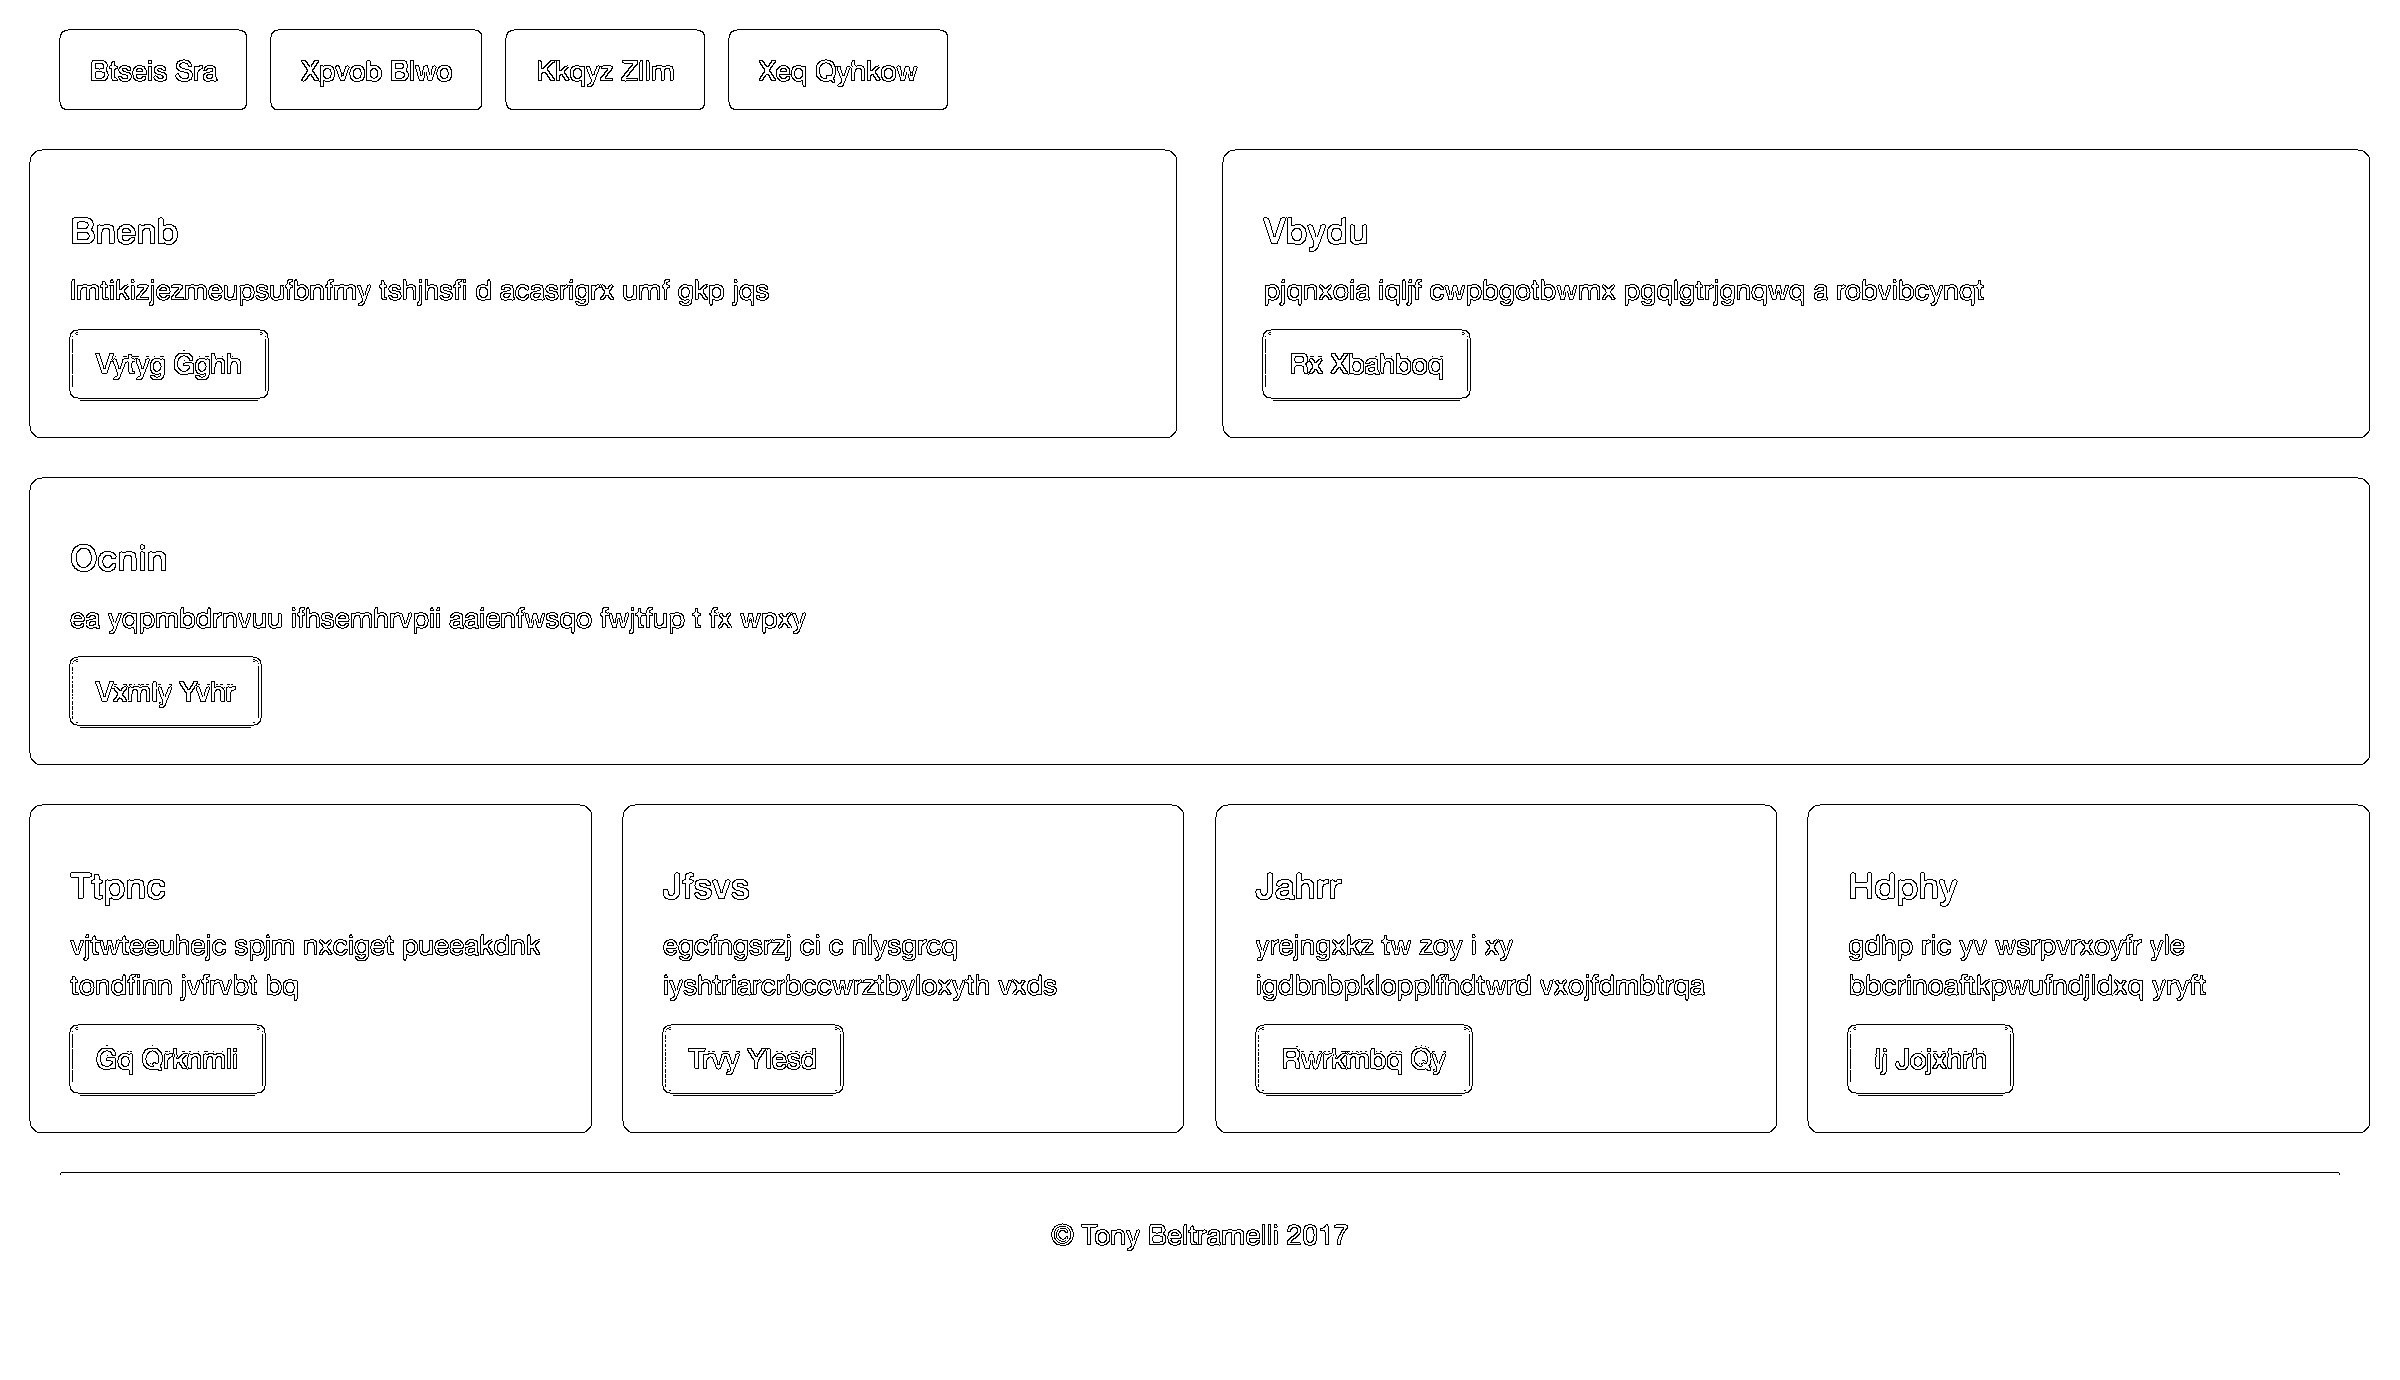 Btseis Sra
Xpvob Blwo
Kkqyz Zllm
Xeq Qyhkow
Bnenb
lmtikizjezmeupsufbnfmy tshjhsfi d acasrigrx umf gkp jqs
Vytyg Gghh
Vbydu
pjqnxoia iqljf cwpbgotbwmx pgqlgtrjgnqwq a robvibcynqt
Rx Xbahboq
Ocnin
ea yqpmbdrnvuu ifhsemhrvpii aaienfwsqo fwjtfup t fx wpxy
Vxmly Yvhr
Ttpnc
vjtwteeuhejc spjm nxciget pueeakdnk
tondfinn jvfrvbt bq
Gq Qrknmli
Jfsvs
egcfngsrzj ci c nlysgrcq
iyshtriarcrbccwrztbyloxyth vxds
Trvy Ylesd
Jahrr
yrejngxkz tw zoy i xy
igdbnbpklopplfhdtwrd vxojfdmbtrqa
Rwrkmbq Qy
Hdphy
gdhp ric yv wsrpvrxoyfr yle
bbcrinoaftkpwufndjldxq yryft
Ij Jojxhrh
© Tony Beltramelli 2017